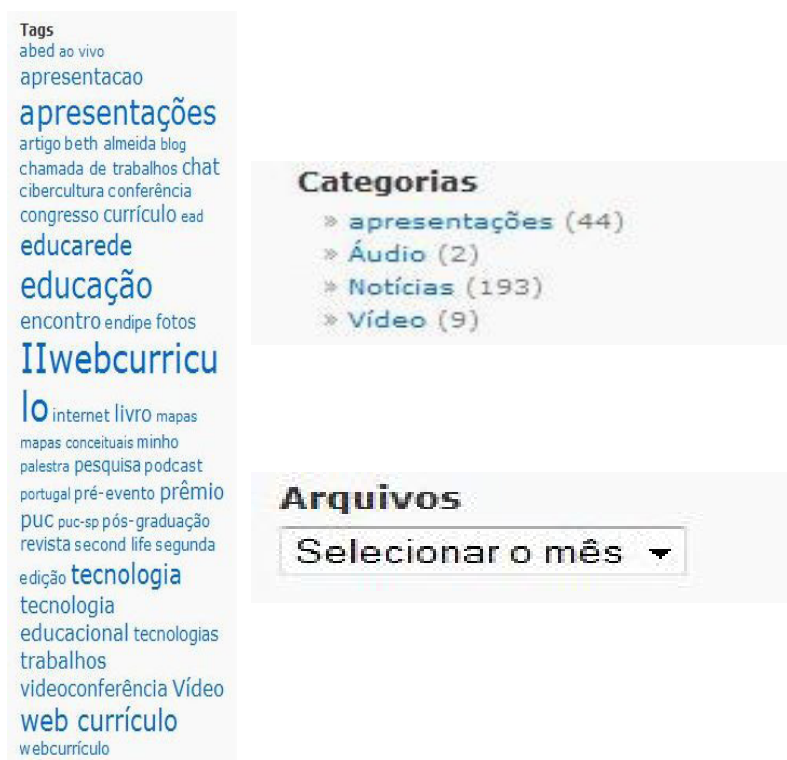 Tags
abed ao vivo
apresentacao
apresentações
artigo beth almeida blog
chamada de trabalhos chat
cibercultura conferência
congresso currículo ead
educarede
educação
encontro endipe fotos
IIwebcurricu
lo internet livro mapas
mapas conceituais minho
palestra pesquisa podcast
portugal pré-evento prêmio
puc puc-sp pós-graduação
revista second life segunda
edição tecnologia
tecnologia
educacional tecnologias
trabalhos
videoconferência Vídeo
web currículo
webcurrículo
Categorias
» apresentações (44)
» Áudio (2)
» Notícias (193)
» Vídeo (9)
Arquivos
Selecionar o mês